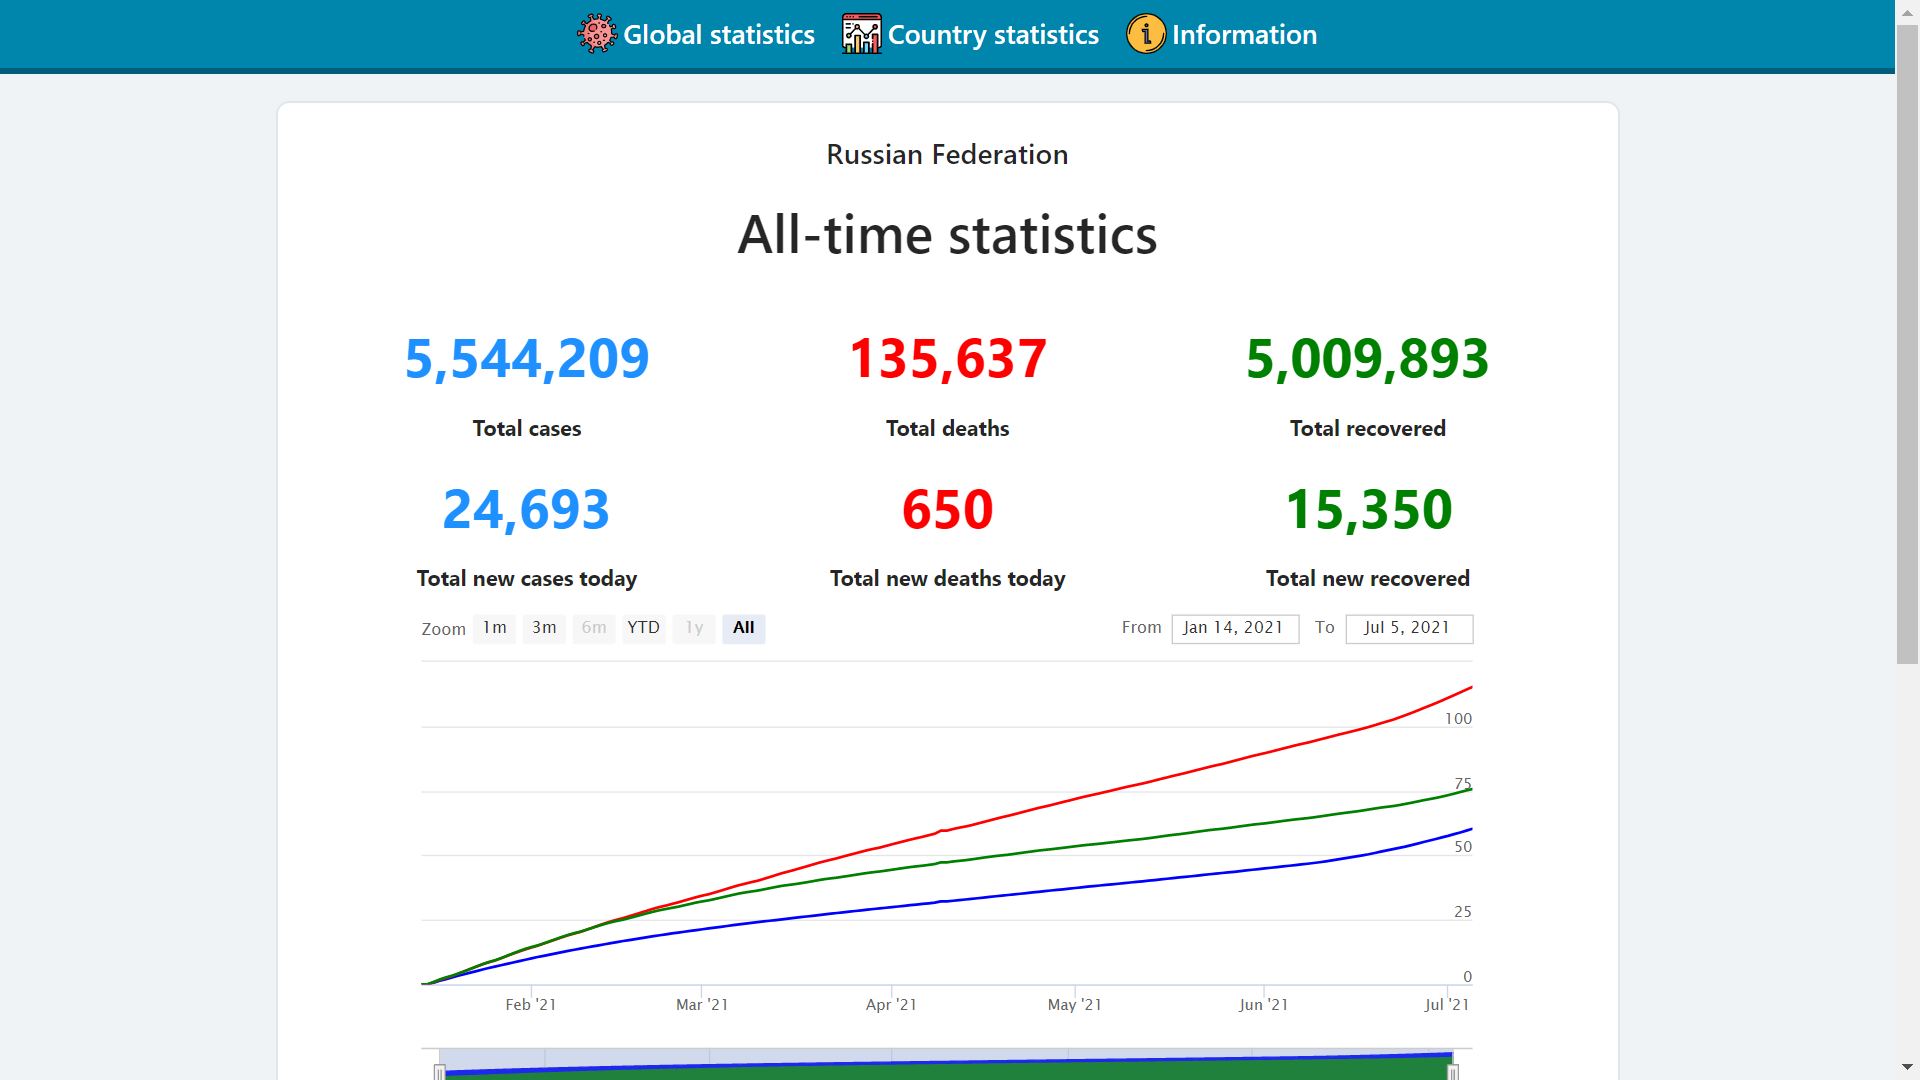 Global statistics Country statistics Information
Russian Federation
All-time statistics
5,544,209 135,637 5,009,893
Total cases Total deaths Total recovered
24,693 650 15,350
Total new cases today Total new deaths today Total new recovered
Zoom 1m 3m 6m YTD 1y All From Jan 14, 2021 To Jul 5, 2021
100
75
50
25
0
Feb '21 Mar '21 Apr '21 May '21 Jun '21 Jul '21